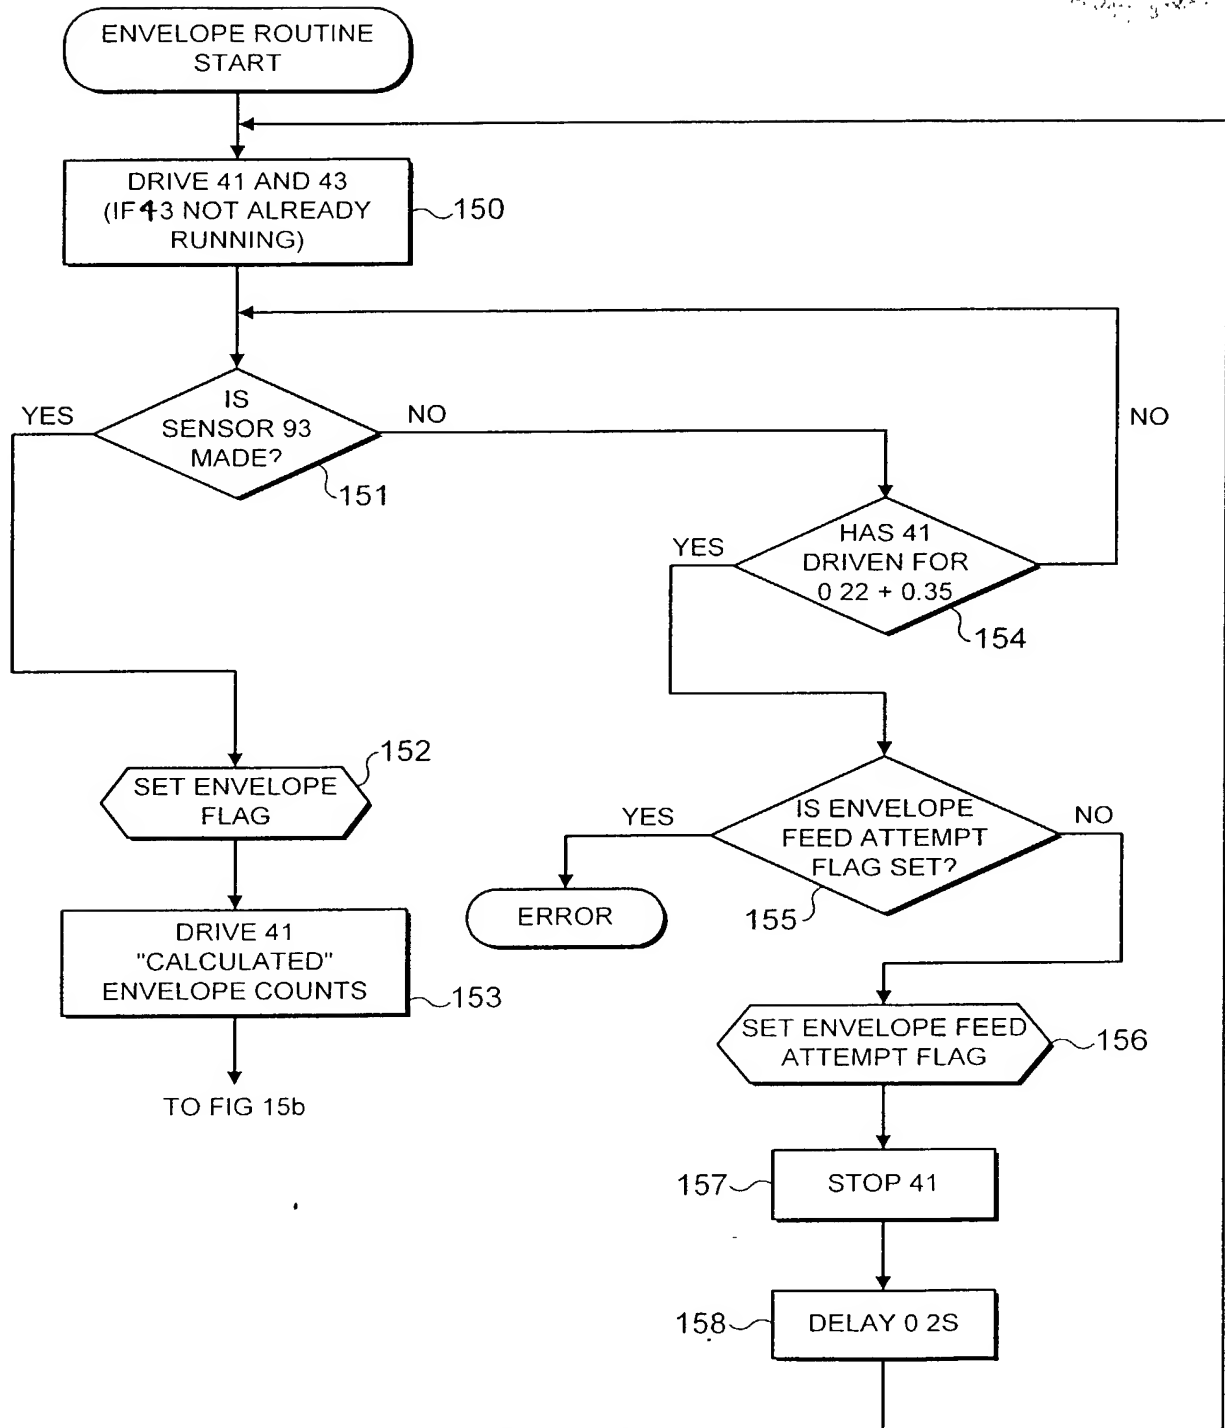 ENVELOPE ROUTINE
START
DRIVE 41 AND 43
(IF 43 NOT ALREADY
RUNNING)
150
IS
SENSOR 93
MADE?
YES
NO
151
HAS 41
DRIVEN FOR
0 22 + 0.35
YES
NO
154
SET ENVELOPE
FLAG
152
DRIVE 41
"CALCULATED"
ENVELOPE COUNTS
153
TO FIG 15b
IS ENVELOPE
FEED ATTEMPT
FLAG SET?
YES
NO
155
ERROR
SET ENVELOPE FEED
ATTEMPT FLAG
156
STOP 41
157
DELAY 0 2S
158